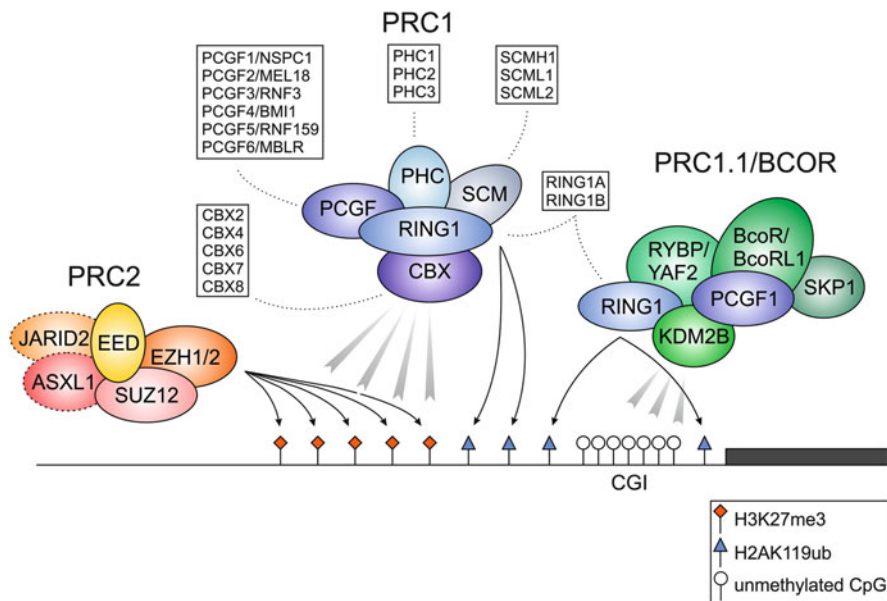 PRC1
PCGF1/NSPC1
PCGF2/MEL18
PCGF3/RNF3
PCGF4/BMI1
PCGF5/RNF159
PCGF6/MBLR
PHC1
PHC2
PHC3
SCMH1
SCML1
SCML2
CBX2
CBX4
CBX6
CBX7
CBX8
RING1A
RING1B
PCGF
PHC
SCM
RING1
CBX
PRC1.1/BCOR
RYBP/
YAF2
BcoR/
BcoRL1
SKP1
RING1
PCGF1
KDM2B
PRC2
JARID2
EED
EZH1/2
ASXL1
SUZ12
CGI
H3K27me3
H2AK119ub
unmethylated CpG